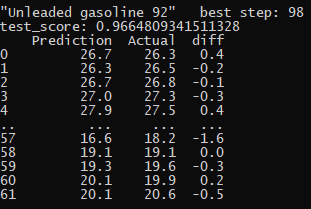 "Unleaded gasoline 92"   best step: 98
test_score: 0.9664809341511328
    Prediction  Actual  diff
0         26.7    26.3   0.4
1         26.3    26.5  -0.2
2         26.7    26.8  -0.1
3         27.0    27.3  -0.3
4         27.9    27.5   0.4
..         ...     ...   ...
57        16.6    18.2  -1.6
58        19.1    19.1   0.0
59        19.3    19.6  -0.3
60        20.1    19.9   0.2
61        20.1    20.6  -0.5